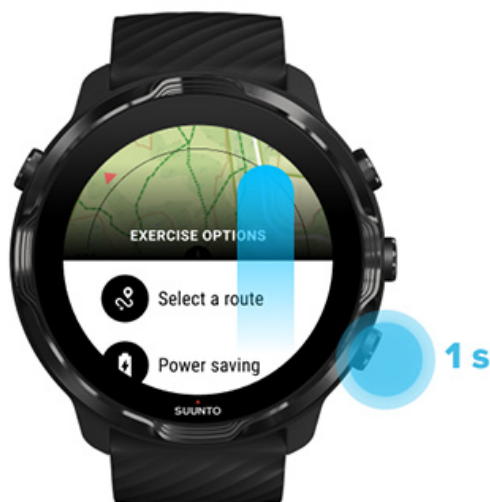 EXERCISE OPTIONS
Select a route
Power saving
SUUNTO
1 s